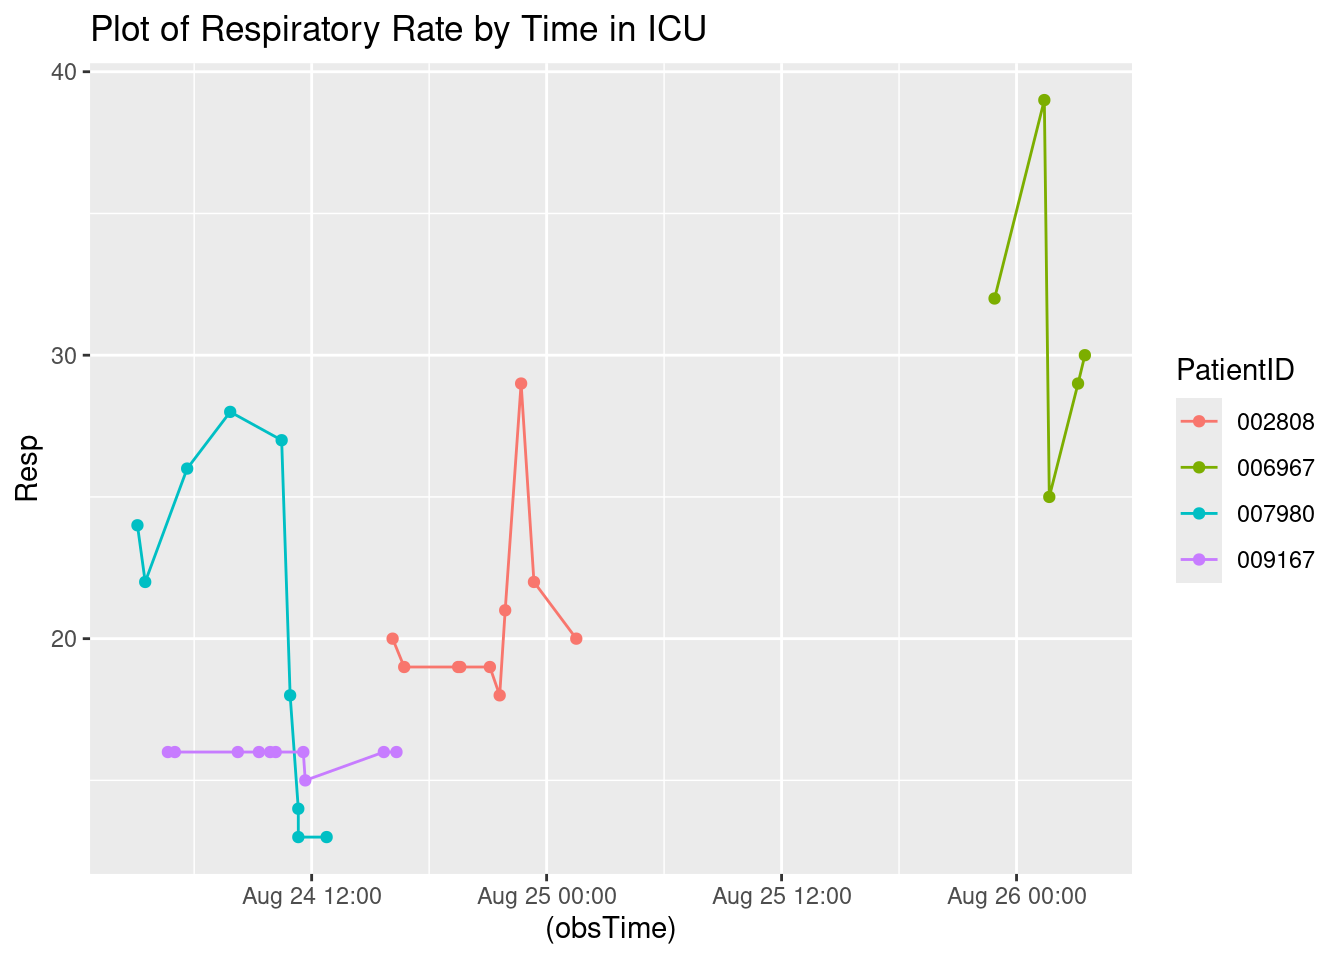 Plot of Respiratory Rate by Time in ICU
40
30
20
Resp
Aug 24 12:00 Aug 25 00:00 Aug 25 12:00 Aug 26 00:00
(obsTime)
PatientID
002808
006967
007980
009167